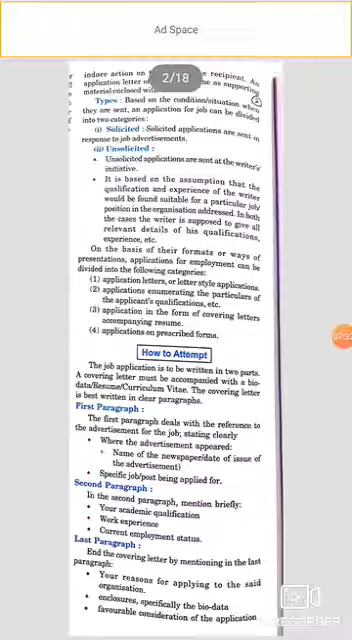 Ad Space
induce action on recipient. An
application letter as supporting
material enclosed
2/18
Types : Based on the condition/situation when
they are sent, an application for job can be divided
into two categories:
(i) Solicited : Solicited applications are sent in
response to job advertisements.
(ii) Unsolicited :
• Unsolicited applications are sent at the writer's
initiative.
• It is based on the assumption that the
qualification and experience of the writer
would be found suitable for a particular job/
position in the organisation addressed. In both
the cases the writer is supposed to give all
relevant details of his qualifications,
experience, etc.
On the basis of their formats or ways of
presentations, applications for employment can be
divided into the following categories:
(1) application letters, or letter style applications.
(2) applications enumerating the particulars of
the applicant's qualifications, etc.
(3) application in the form of covering letters
accompanying resume.
(4) applications on prescribed forms.
How to Attempt
The job application is to be written in two parts.
A covering letter must be accompanied with a bio-
data/Resume/Curriculum Vitae. The covering letter
is best written in clear paragraphs.
First Paragraph :
The first paragraph deals with the reference to
the advertisement for the job; stating clearly
• Where the advertisement appeared:
Name of the newspaper/date of issue of
the advertisement)
• Specific job/post being applied for.
Second Paragraph :
In the second paragraph, mention briefly:
• Your academic qualification
• Work experience
• Current employment status.
Last Paragraph :
End the covering letter by mentioning in the last
paragraph:
• Your reasons for applying to the said
organisation.
• enclosures, specifically the bio-data
• favourable consideration of the application